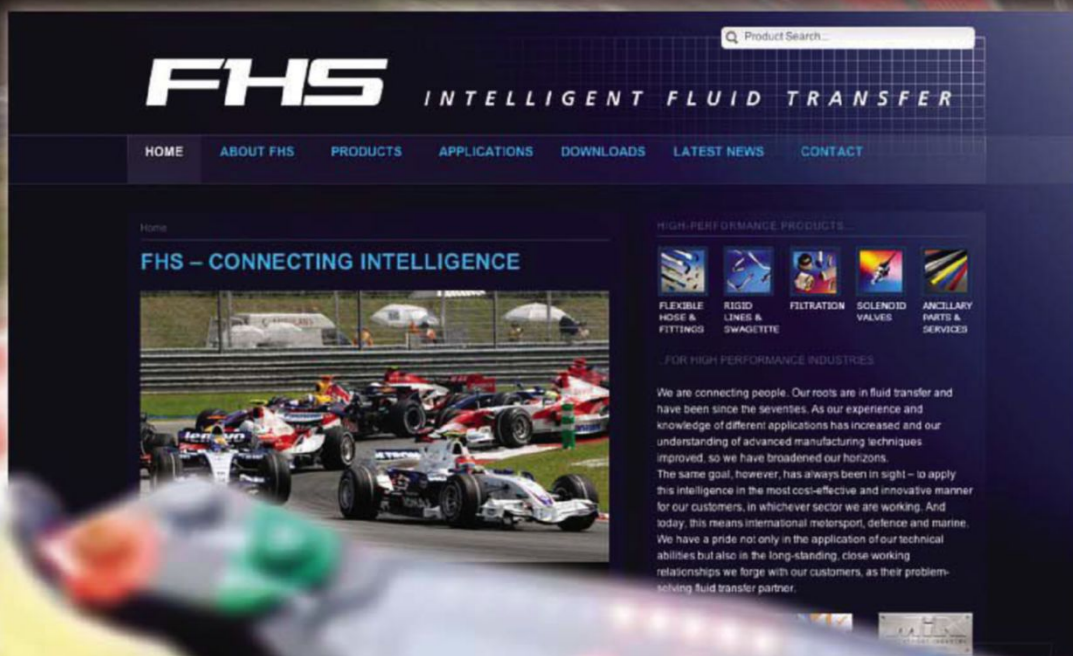 Product Search...
FHS INTELLIGENT FLUID TRANSFER
HOME ABOUT FHS PRODUCTS APPLICATIONS DOWNLOADS LATEST NEWS CONTACT
Home
FHS – CONNECTING INTELLIGENCE
lenovo
HIGH-PERFORMANCE PRODUCTS...
FLEXIBLE
HOSE &
FITTINGS
RIGID
LINES &
SWAGETITE
FILTRATION
SOLENOID
VALVES
ANCILLARY
PARTS &
SERVICES
...FOR HIGH PERFORMANCE INDUSTRIES
We are connecting people. Our roots are in fluid transfer and
have been since the seventies. As our experience and
knowledge of different applications has increased and our
understanding of advanced manufacturing techniques
improved, so we have broadened our horizons.
The same goal, however, has always been in sight – to apply
this intelligence in the most cost-effective and innovative manner
for our customers, in whichever sector we are working. And
today, this means international motorsport, defence and marine.
We have a pride not only in the application of our technical
abilities but also in the long-standing, close working
relationships we forge with our customers, as their problem-
solving fluid transfer partner.